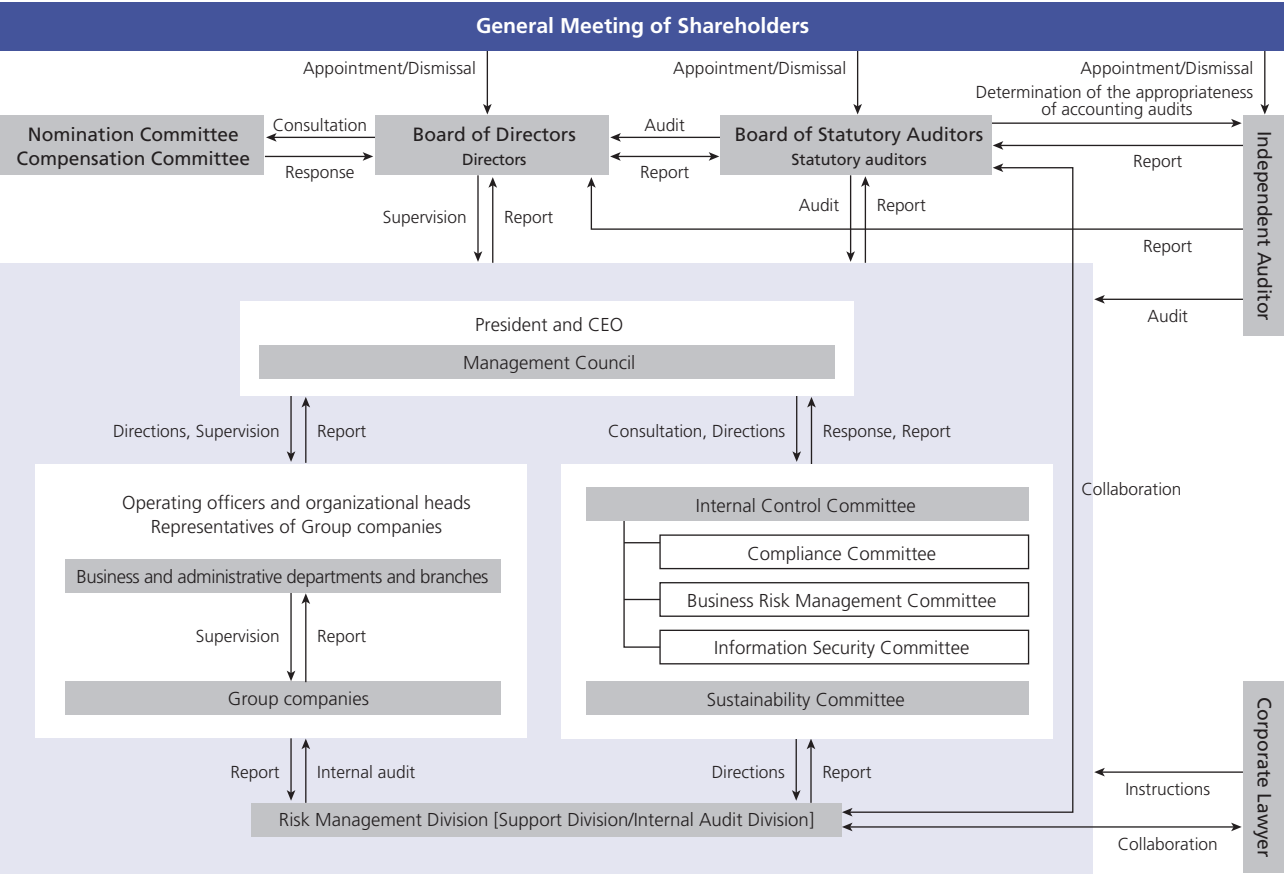 General Meeting of Shareholders
Appointment/Dismissal
Appointment/Dismissal
Appointment/Dismissal
Determination of the appropriateness
of accounting audits
Nomination Committee
Compensation Committee
Consultation
Response
Board of Directors
Directors
Audit
Report
Board of Statutory Auditors
Statutory auditors
Report
Independent Auditor
Supervision
Report
Audit
Report
Report
Audit
President and CEO
Management Council
Directions, Supervision
Report
Consultation, Directions
Response, Report
Collaboration
Operating officers and organizational heads
Representatives of Group companies
Business and administrative departments and branches
Supervision
Report
Group companies
Internal Control Committee
Compliance Committee
Business Risk Management Committee
Information Security Committee
Sustainability Committee
Report
Internal audit
Directions
Report
Risk Management Division [Support Division/Internal Audit Division]
Instructions
Collaboration
Corporate Lawyer